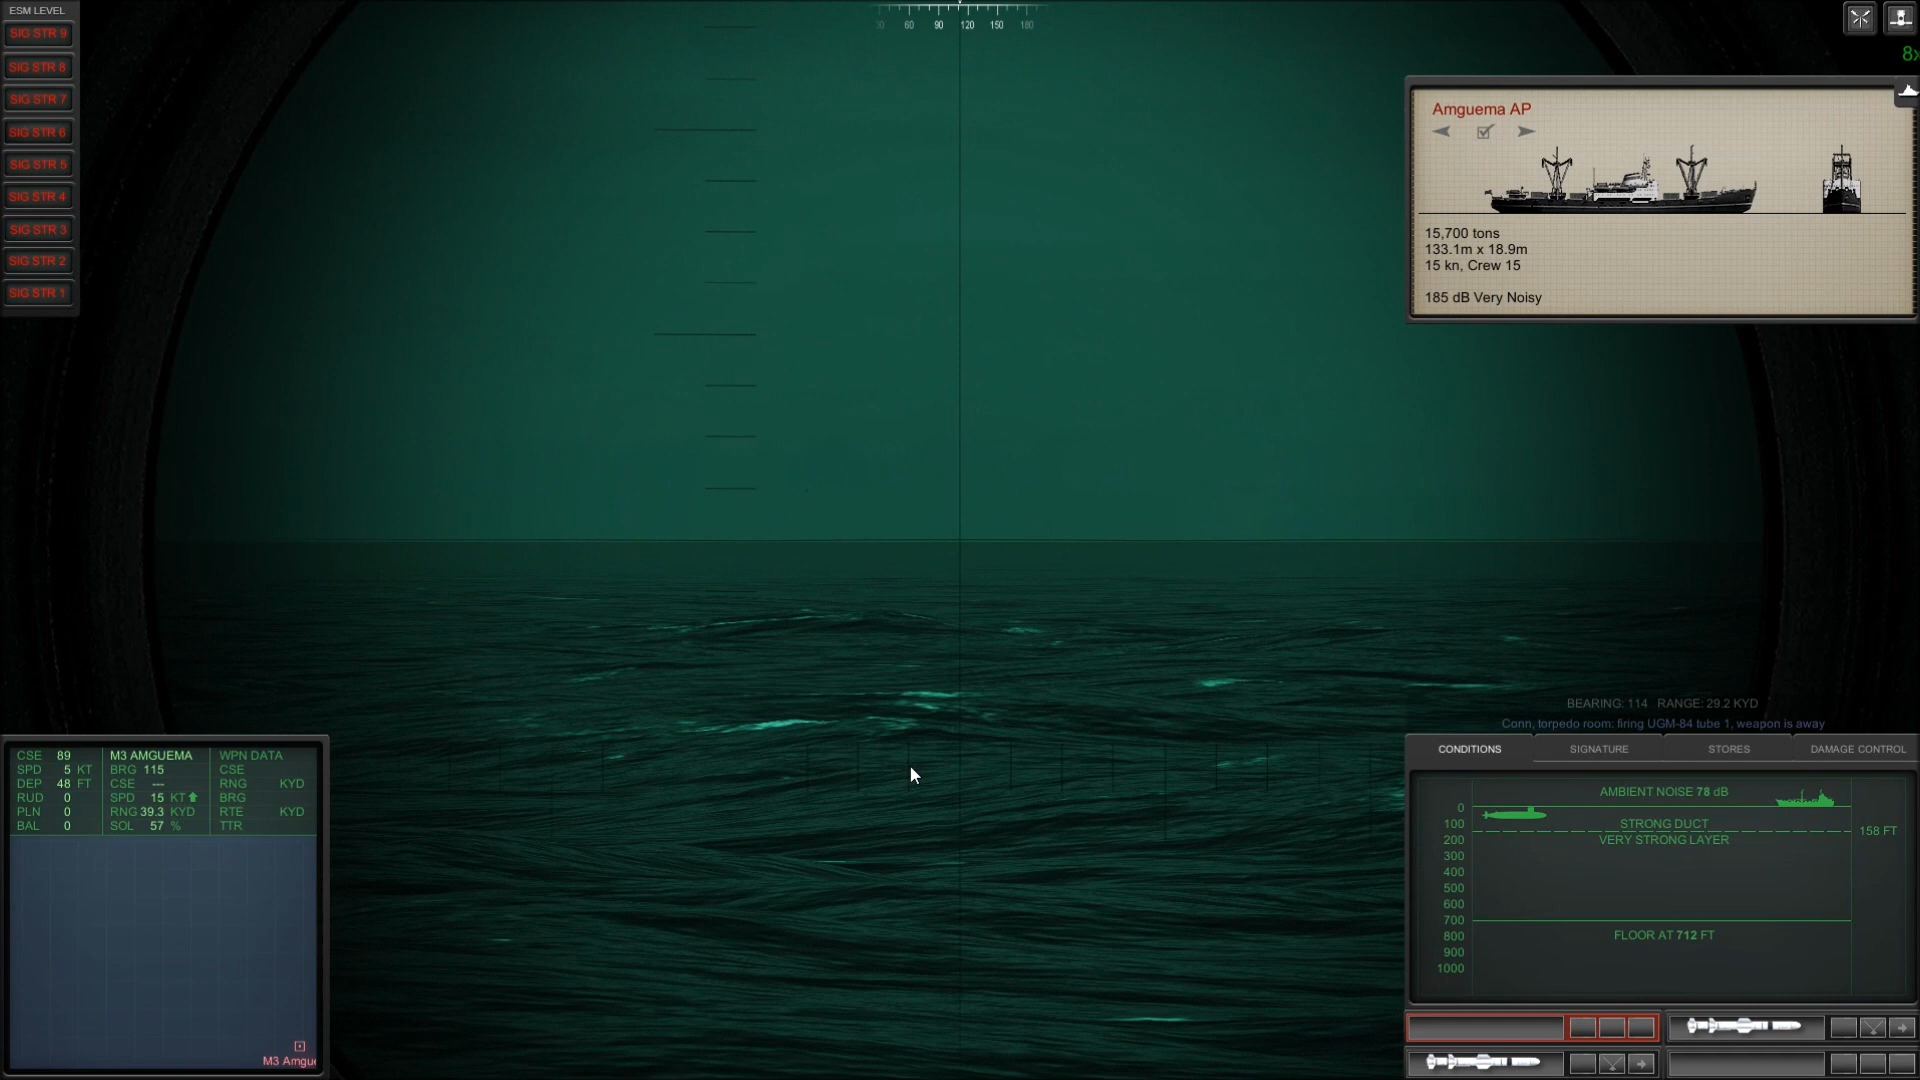 ESM LEVEL
SIG STR 9
SIG STR 8
SIG STR 7
SIG STR 6
SIG STR 5
SIG STR 4
SIG STR 3
SIG STR 2
SIG STR 1
30 60 90 120 150 180
8x
Amguema AP
15,700 tons
133.1m x 18.9m
15 kn, Crew 15
185 dB Very Noisy
BEARING: 114 RANGE: 29.2 KYD
Conn, torpedo room: firing UGM-84 tube 1, weapon is away
CSE 89 M3 AMGUEMA WPN DATA
SPD 5 KT BRG 115 CSE
DEP 48 FT CSE --- RNG KYD
RUD 0 SPD 15 KT BRG
PLN 0 RNG 39.3 KYD RTE KYD
BAL 0 SOL 57 % TTR
M3 Amgue
CONDITIONS SIGNATURE STORES DAMAGE CONTROL
AMBIENT NOISE 78 dB
0
100 STRONG DUCT
158 FT
200 VERY STRONG LAYER
300
400
500
600
700
800 FLOOR AT 712 FT
900
1000